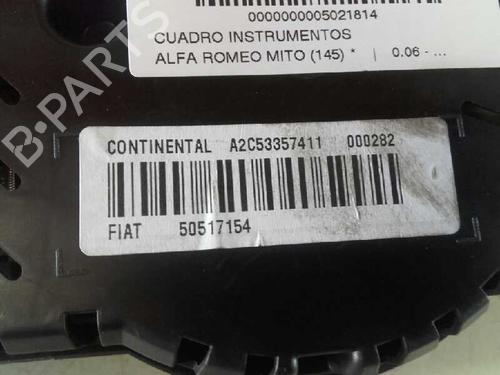 0000000005021814
CUADRO INSTRUMENTOS
ALFA ROMEO MITO (145) * | 0.06 - ...
B-PARTS
CONTINENTAL A2C53357411 000282
FIAT 50517154